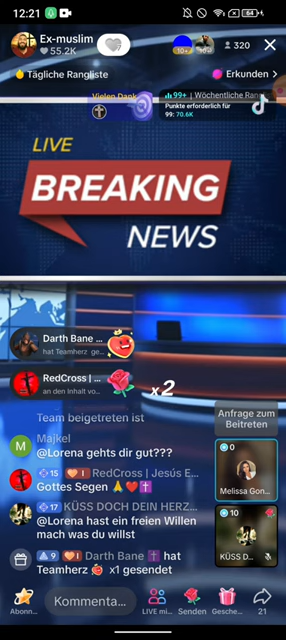 12:21
64
Ex-muslim
55.2K
10+
320
Tägliche Rangliste
Erkunden
Vielen Dank
99+ | Wöchentliche Ran
Punkte erforderlich für
99: 70.6K
LIVE
BREAKING
NEWS
Darth Bane ...
hat Teamherz ge...
RedCross | ...
an den Inhalt vo...
x2
Team beigetreten ist
Anfrage zum
Beitreten
M
Majkel
@Lorena gehts dir gut???
15 1 RedCross | Jesús E...
Gottes Segen 🙏❤️✝️
17 KÜSS DOCH DEIN HERZ...
@Lorena hast ein freien Willen
mach was du willst
9 1 Darth Bane ✝️ hat
Teamherz x1 gesendet
0
Melissa Gon...
10
KÜSS D...
Abonn...
Kommenta...
LIVE mi...
Senden
Gesche...
21